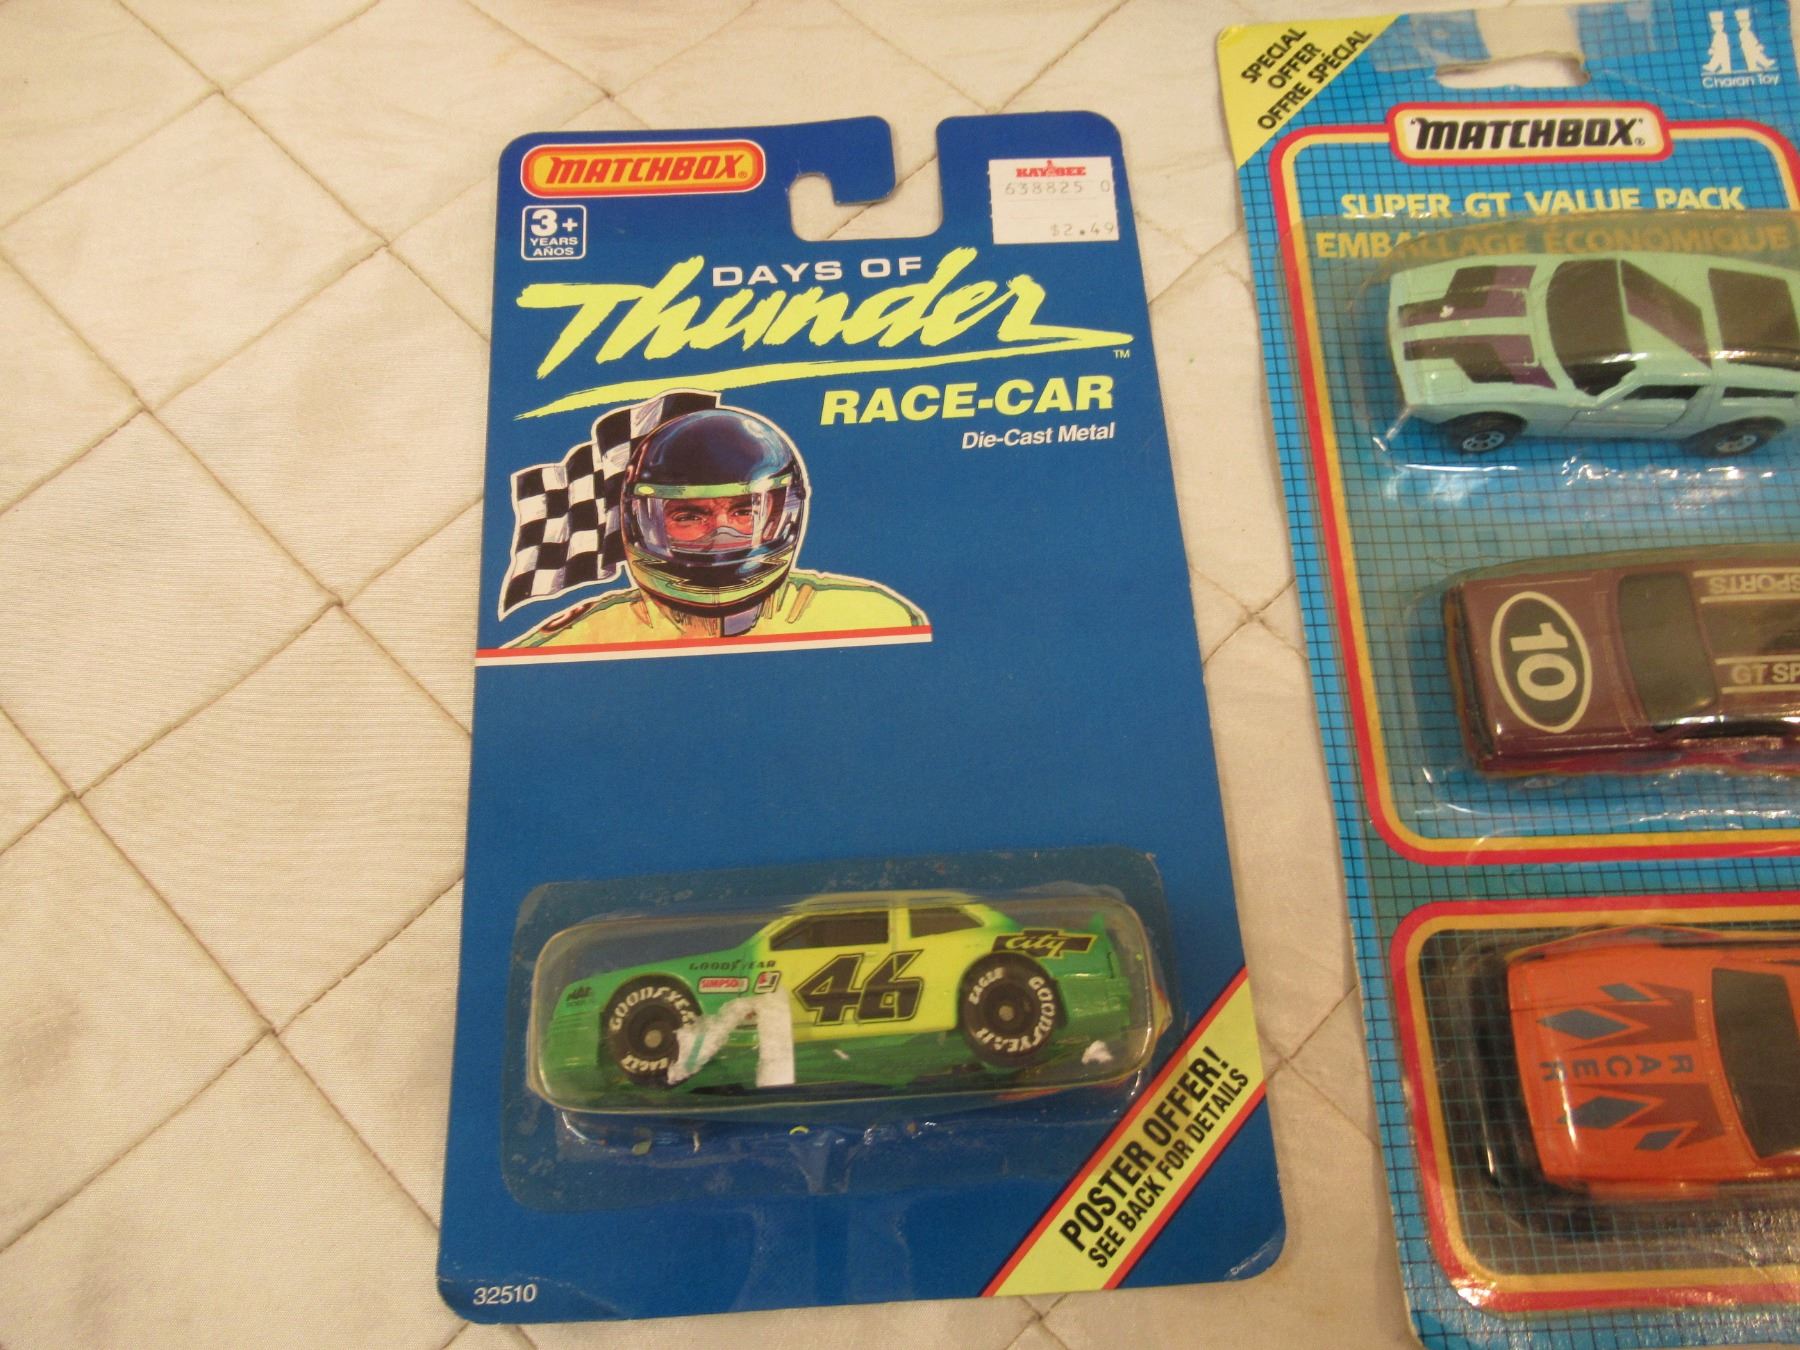 MATCHBOX®
3+
YEARS
AÑOS
KAY BEE
638825 0
$2.49
DAYS OF
Thunder™
RACE-CAR
Die-Cast Metal
GOODYEAR
SIMPSON
46
City
GOODYEAR
EAGLE
EAGLE
GOODYEAR
POSTER OFFER!
SEE BACK FOR DETAILS
32510
SPECIAL
OFFER
OFFRE SPÉCIAL
Charan Toy
"MATCHBOX"®
SUPER GT VALUE PACK
EMBALLAGE ÉCONOMIQUE
10
SPORTS
GT SP
RACER